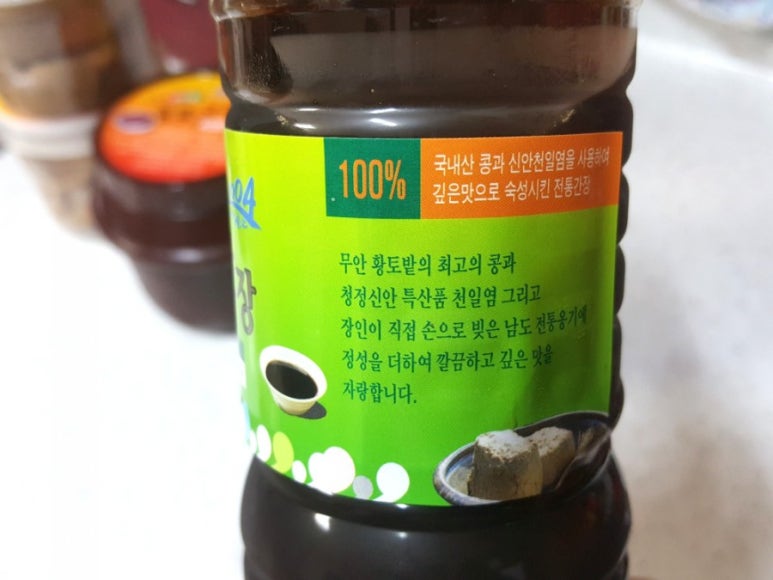 100%
국내산 콩과 신안천일염을 사용하여
깊은맛으로 숙성시킨 전통간장
무안 황토밭의 최고의 콩과
청정신안 특산품 천일염 그리고
장인이 직접 손으로 빚은 남도 전통옹기에
정성을 더하여 깔끔하고 깊은 맛을
자랑합니다.
장